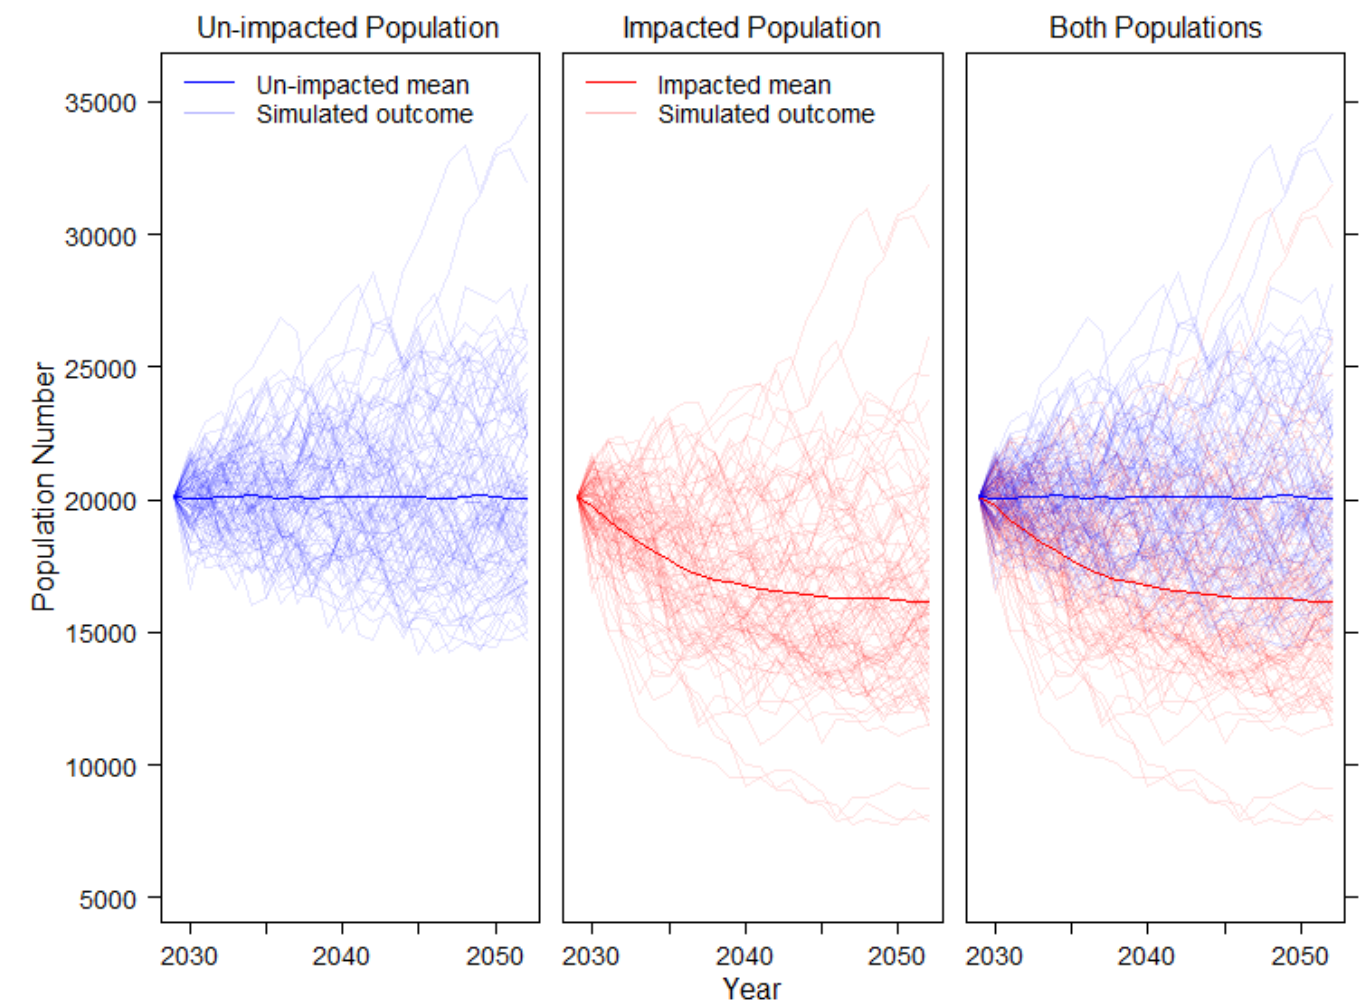 Un-impacted Population
Impacted Population
Both Populations
Un-impacted mean
Simulated outcome
Impacted mean
Simulated outcome
Population Number
35000
30000
25000
20000
15000
10000
5000
2030
2040
2050
2030
2040
2050
2030
2040
2050
Year